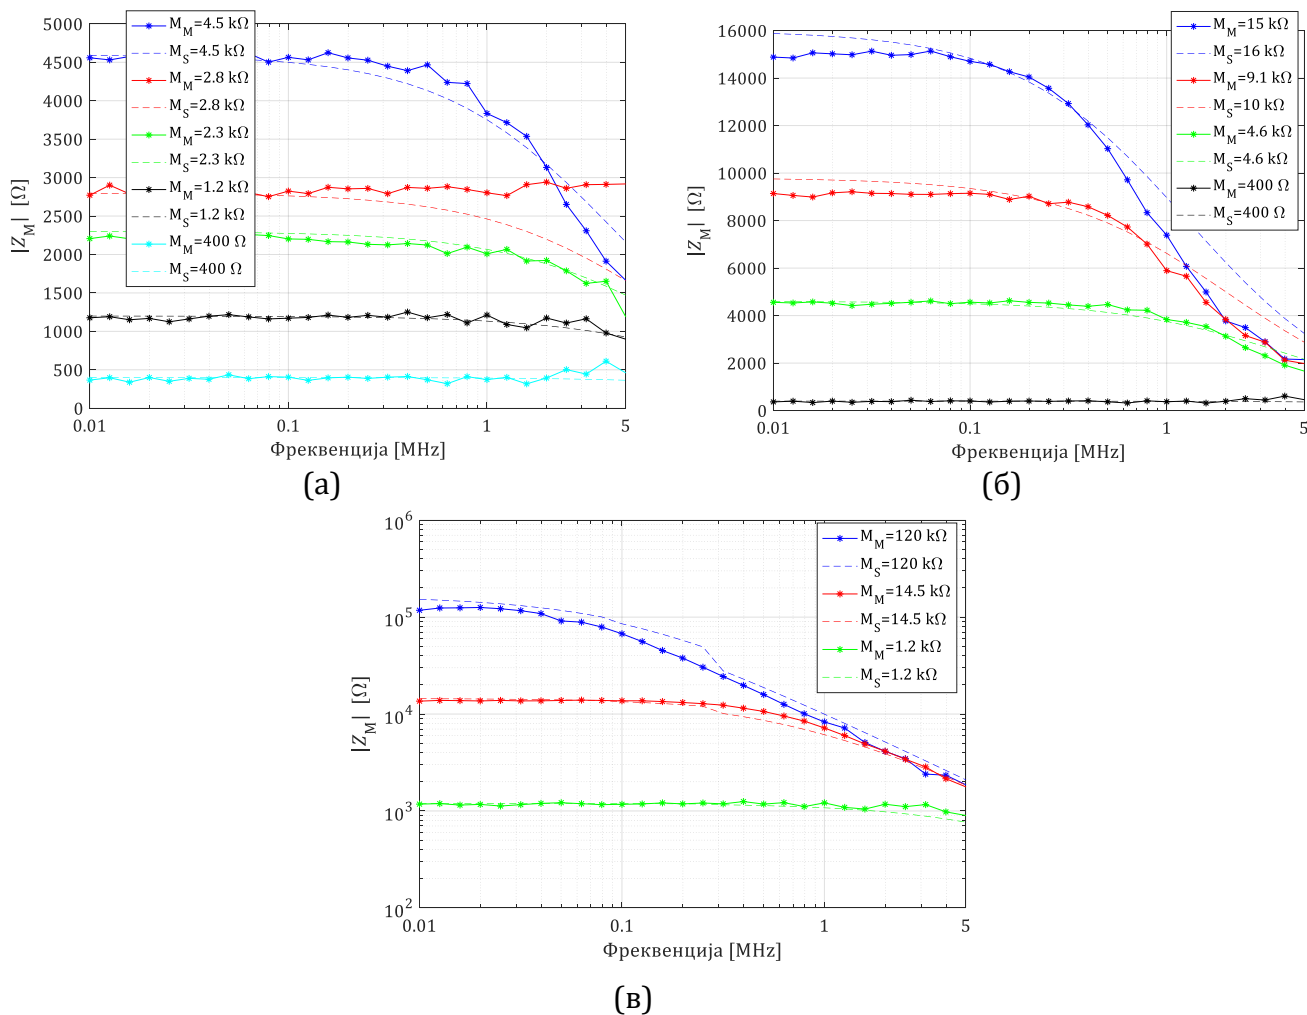 5000
4500
4000
3500
3000
2500
2000
1500
1000
500
0
|Z_M| [Ω]
0.01
0.1
1
5
Фреквенција [MHz]
M_M=4.5 kΩ
M_S=4.5 kΩ
M_M=2.8 kΩ
M_S=2.8 kΩ
M_M=2.3 kΩ
M_S=2.3 kΩ
M_M=1.2 kΩ
M_S=1.2 kΩ
M_M=400 Ω
M_S=400 Ω
(а)
16000
14000
12000
10000
8000
6000
4000
2000
0
|Z_M| [Ω]
0.01
0.1
1
5
Фреквенција [MHz]
M_M=15 kΩ
M_S=16 kΩ
M_M=9.1 kΩ
M_S=10 kΩ
M_M=4.6 kΩ
M_S=4.6 kΩ
M_M=400 Ω
M_S=400 Ω
(б)
10^6
10^5
10^4
10^3
10^2
|Z_M| [Ω]
0.01
0.1
1
5
Фреквенција [MHz]
M_M=120 kΩ
M_S=120 kΩ
M_M=14.5 kΩ
M_S=14.5 kΩ
M_M=1.2 kΩ
M_S=1.2 kΩ
(в)